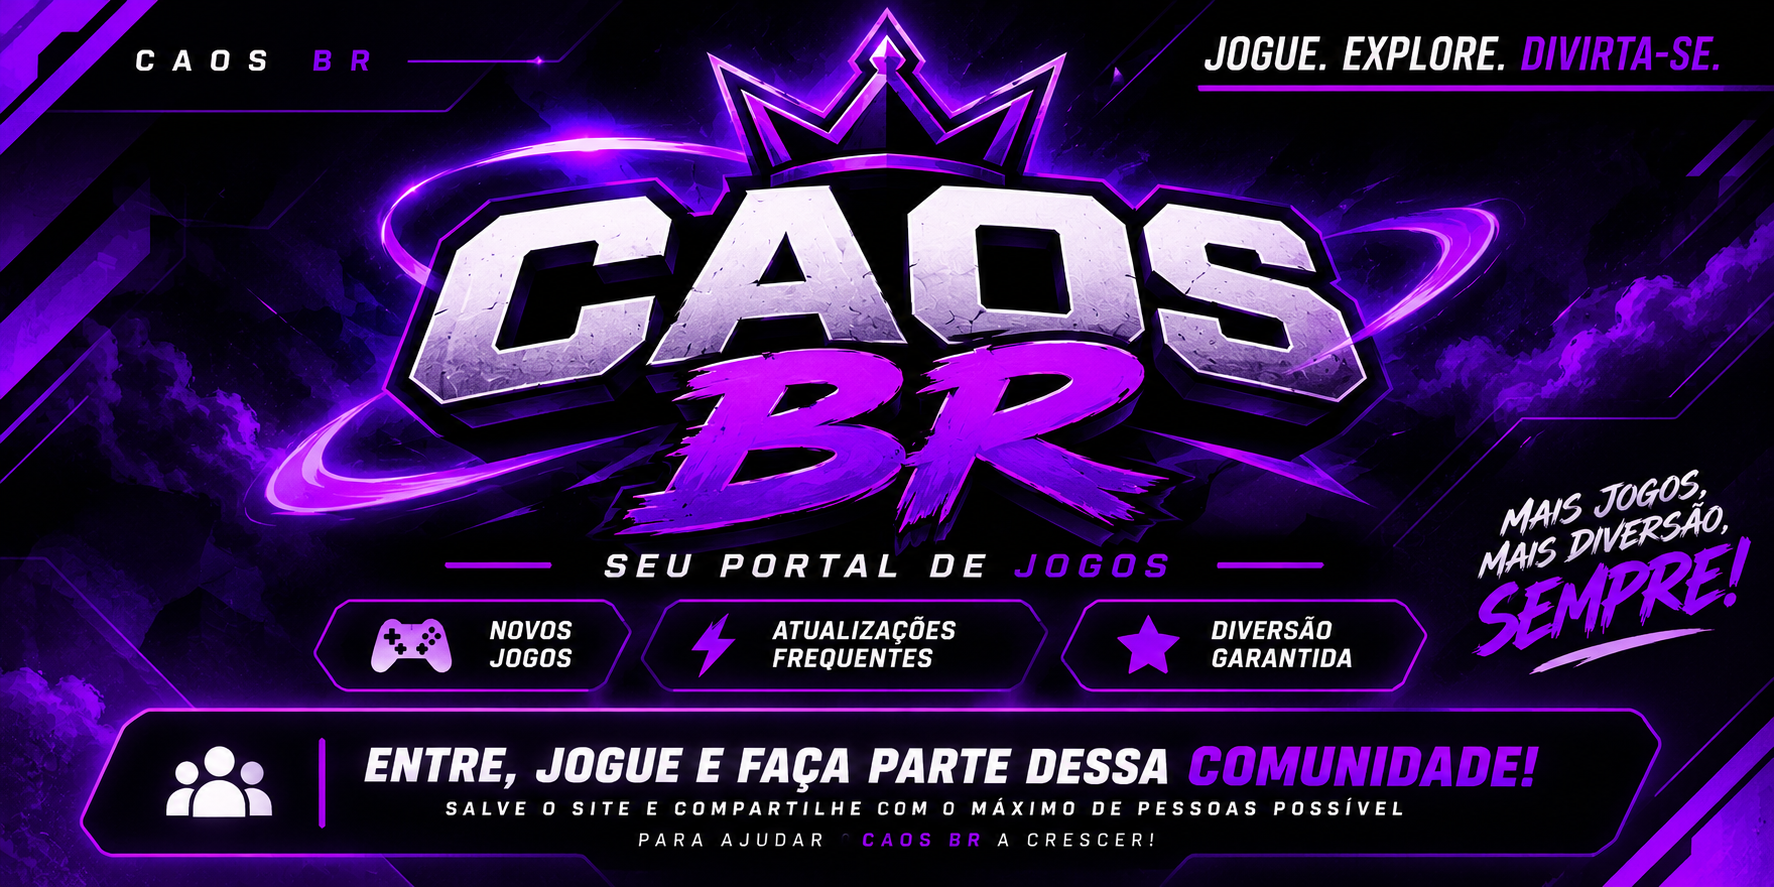 CAOS BR
JOGUE. EXPLORE. DIVIRTA-SE.
CAOS
BR
SEU PORTAL DE JOGOS
NOVOS
JOGOS
ATUALIZAÇÕES
FREQUENTES
DIVERSÃO
GARANTIDA
MAIS JOGOS,
MAIS DIVERSÃO,
SEMPRE!
ENTRE, JOGUE E FAÇA PARTE DESSA COMUNIDADE!
SALVE O SITE E COMPARTILHE COM O MÁXIMO DE PESSOAS POSSÍVEL
PARA AJUDAR CAOS BR A CRESCER!